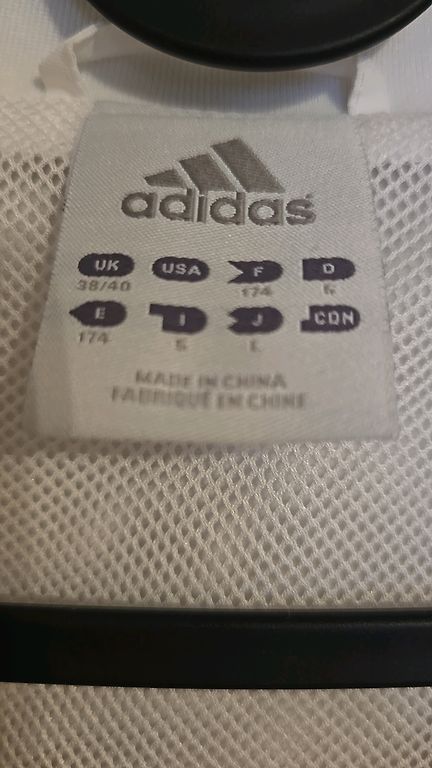 adidas
UK USA F D
38/40 174 6
E I J CDN
174 S L
MADE IN CHINA
FABRIQUÉ EN CHINE